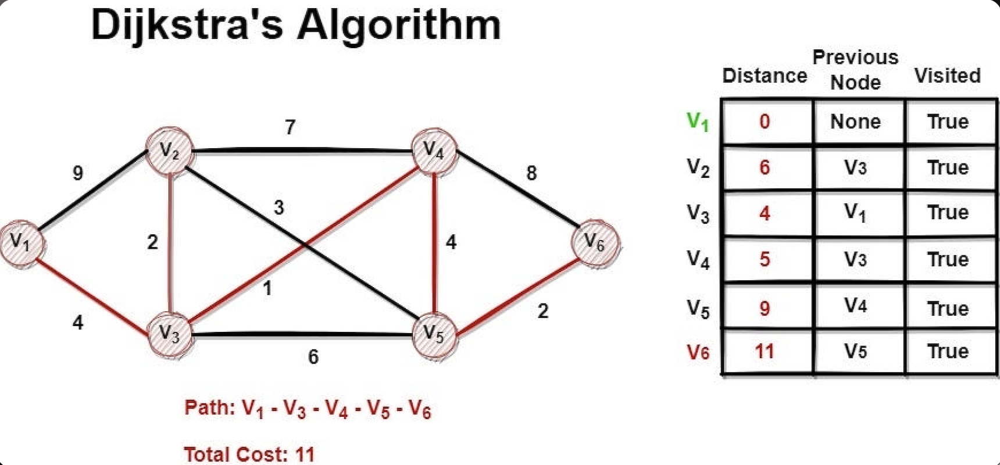 Dijkstra's Algorithm
Previous
Distance Node Visited
V1 0 None True
V2 6 V3 True
V3 4 V1 True
V4 5 V3 True
V5 9 V4 True
V6 11 V5 True
7
V2 V4
9 8
3
V1 2 4 V6
1
4 2
V3 V5
6
Path: V1 - V3 - V4 - V5 - V6
Total Cost: 11